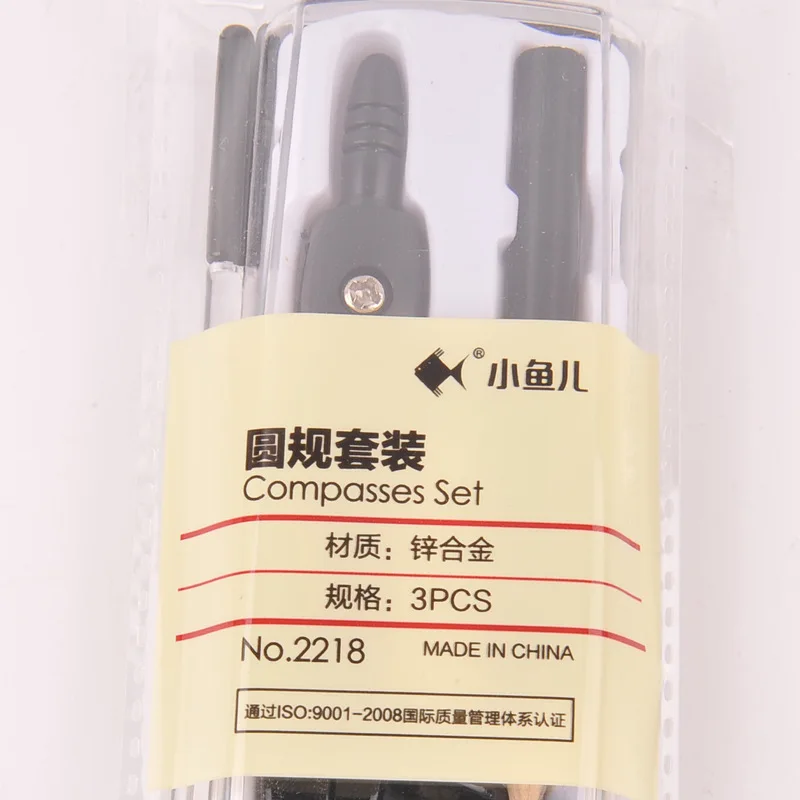 ® 小鱼儿
圆规套装
Compasses Set
材质：锌合金
规格：3PCS
No.2218 MADE IN CHINA
通过ISO:9001-2008国际质量管理体系认证